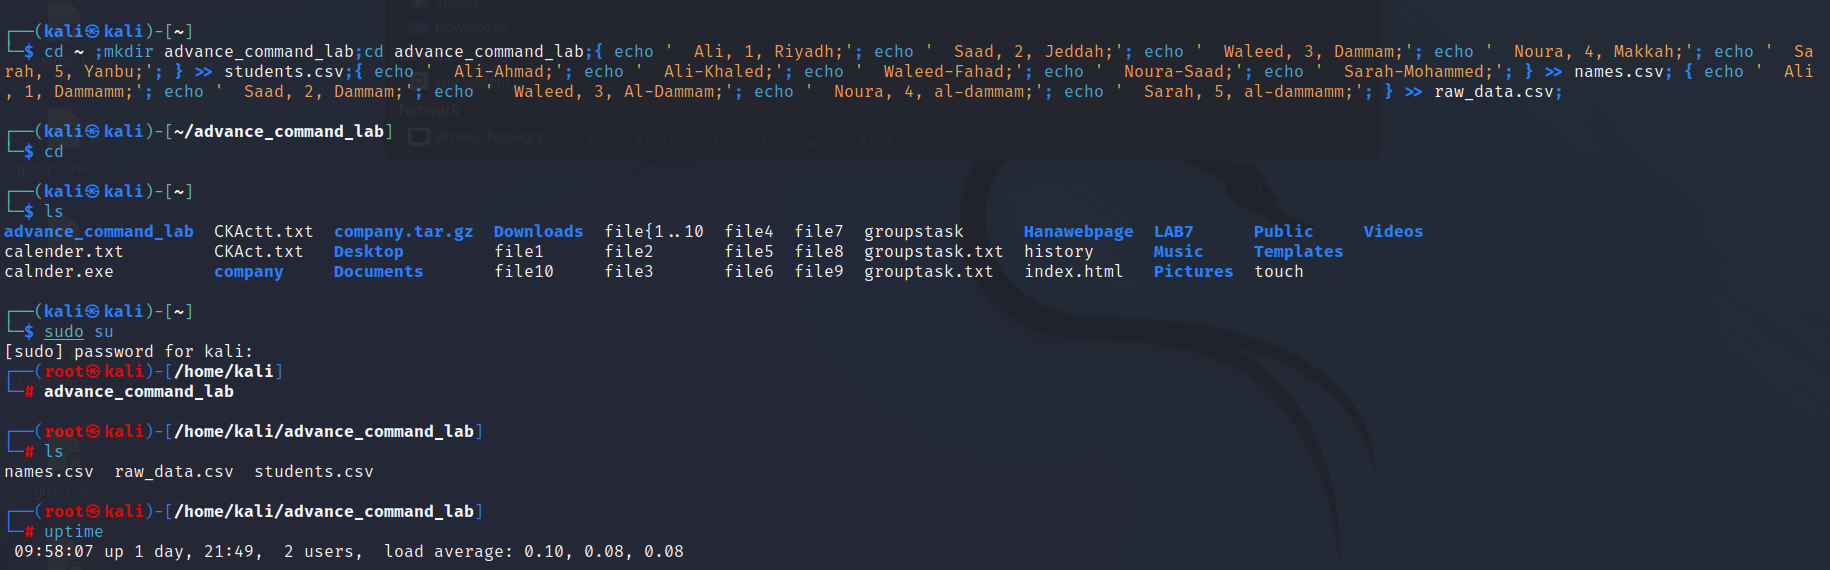 Videos
Downloads
Network
Browse Network
┌──(kali㉿kali)-[~]
└─$ cd ~ ;mkdir advance_command_lab;cd advance_command_lab;{ echo '  Ali, 1, Riyadh;'; echo '  Saad, 2, Jeddah;'; echo '  Waleed, 3, Dammam;'; echo '  Noura, 4, Makkah;'; echo '  Sa
rah, 5, Yanbu;'; } >> students.csv;{ echo '  Ali-Ahmad;'; echo '  Ali-Khaled;'; echo '  Waleed-Fahad;'; echo '  Noura-Saad;'; echo '  Sarah-Mohammed;'; } >> names.csv; { echo '  Ali
, 1, Dammamm;'; echo '  Saad, 2, Dammam;'; echo '  Waleed, 3, Al-Dammam;'; echo '  Noura, 4, al-dammam;'; echo '  Sarah, 5, al-dammamm;'; } >> raw_data.csv;
┌──(kali㉿kali)-[~/advance_command_lab]
└─$ cd
┌──(kali㉿kali)-[~]
└─$ ls
advance_command_lab  CKActt.txt  company.tar.gz  Downloads  file{1..10  file4  file7  groupstask  Hanawebpage  LAB7  Public  Videos
calender.txt  CKAct.txt  Desktop  file1  file2  file5  file8  groupstask.txt  history  Music  Templates
calnder.exe  company  Documents  file10  file3  file6  file9  grouptask.txt  index.html  Pictures  touch
┌──(kali㉿kali)-[~]
└─$ sudo su
[sudo] password for kali:
┌──(root㉿kali)-[/home/kali]
└─# advance_command_lab
┌──(root㉿kali)-[/home/kali/advance_command_lab]
└─# ls
names.csv  raw_data.csv  students.csv
┌──(root㉿kali)-[/home/kali/advance_command_lab]
└─# uptime
 09:58:07 up 1 day, 21:49,  2 users,  load average: 0.10, 0.08, 0.08